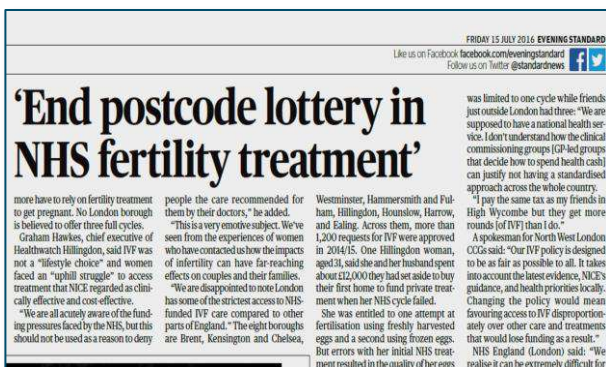 FRIDAY 15 JULY 2016 EVENING STANDARD
Like us on Facebook facebook.com/eveningstandard
Follow us on Twitter @standardnews
‘End postcode lottery in
NHS fertility treatment’
more have to rely on fertility treatment
to get pregnant. No London borough
is believed to offer three full cycles.
Graham Hawkes, chief executive of
Healthwatch Hillingdon, said IVF was
not a “lifestyle choice” and women
faced an “uphill struggle” to access
treatment that NICE regarded as clini-
cally effective and cost-effective.
“We are all acutely aware of the fund-
ing pressures faced by the NHS, but this
should not be used as a reason to deny
people the care recommended for
them by their doctors,” he added.
“This is a very emotive subject. We’ve
seen from the experiences of women
who have contacted us how the impacts
of infertility can have far-reaching
effects on couples and their families.
“We are disappointed to note London
has some of the strictest access to NHS-
funded IVF care compared to other
parts of England.” The eight boroughs
are Brent, Kensington and Chelsea,
Westminster, Hammersmith and Ful-
ham, Hillingdon, Hounslow, Harrow,
and Ealing. Across them, more than
1,200 requests for IVF were approved
in 2014/15. One Hillingdon woman,
aged 31, said she and her husband spent
about £12,000 they had set aside to buy
their first home to fund private treat-
ment when her NHS cycle failed.
She was entitled to one attempt at
fertilisation using freshly harvested
eggs and a second using frozen eggs.
But errors with her initial NHS treat-
ment resulted in the quality of her eggs
was limited to one cycle while friends
just outside London had three: “We are
supposed to have a national health ser-
vice. I don’t understand how the clinical
commissioning groups [GP-led groups
that decide how to spend health cash]
can justify not having a standardised
approach across the whole country.
“I pay the same tax as my friends in
High Wycombe but they get more
rounds [of IVF] than I do.”
A spokesman for North West London
CCGs said: “Our IVF policy is designed
to be as fair as possible to all. It takes
into account the latest evidence, NICE’s
guidance, and health priorities locally.
Changing the policy would mean
favouring access to IVF disproportion-
ately over other care and treatments
that would lose funding as a result.”
NHS England (London) said: “We
realise it can be extremely difficult for